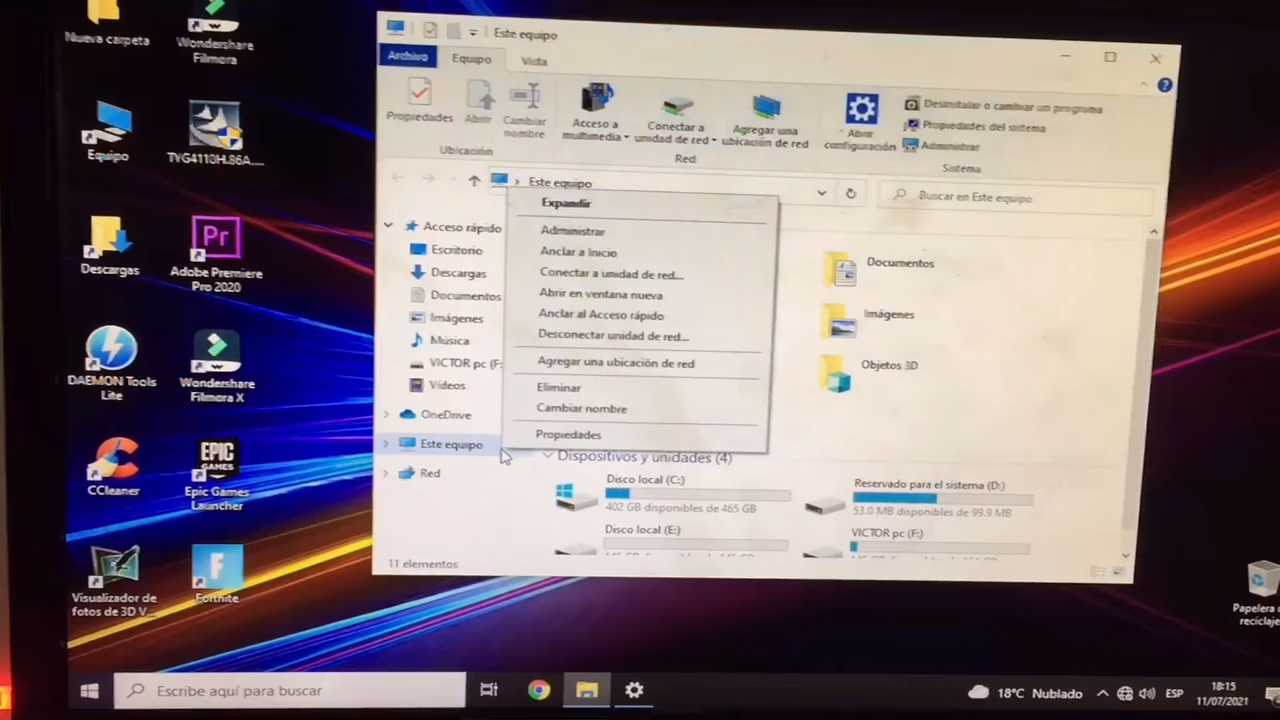 Nueva carpeta
Wondershare
Filmora
Equipo
TVG4110H.86A....
Descargas
Pr
Adobe Premiere
Pro 2020
DAEMON Tools
Lite
Wondershare
Filmora X
CCleaner
EPIC
GAMES
Epic Games
Launcher
Visualizador de
fotos de 3D V...
F
Fortnite
Este equipo
Archivo
Equipo
Vista
Propiedades
Abrir
Cambiar
nombre
Ubicación
Acceso a
multimedia
Conectar a
unidad de red
Agregar una
ubicación de red
Red
Abrir
configuración
Desinstalar o cambiar un programa
Propiedades del sistema
Administrar
Sistema
Este equipo
Buscar en Este equipo
Acceso rápido
Escritorio
Descargas
Documentos
Imágenes
Música
VICTOR pc (F:
Vídeos
OneDrive
Este equipo
Red
Expandir
Administrar
Anclar a Inicio
Conectar a unidad de red...
Abrir en ventana nueva
Anclar al Acceso rápido
Desconectar unidad de red...
Agregar una ubicación de red
Eliminar
Cambiar nombre
Propiedades
Documentos
Imágenes
Objetos 3D
Dispositivos y unidades (4)
Disco local (C:)
402 GB disponibles de 465 GB
Reservado para el sistema (D:)
53.0 MB disponibles de 99.9 MB
Disco local (E:)
VICTOR pc (F:)
11 elementos
Papelera de
reciclaje
Escribe aquí para buscar
18°C Nublado
ESP
18:15
11/07/2021